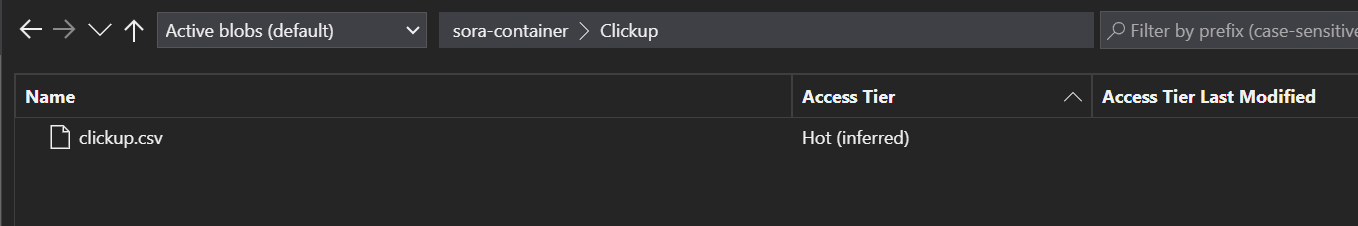 Active blobs (default) sora-container Clickup Filter by prefix (case-sensitive
Name Access Tier Access Tier Last Modified
clickup.csv Hot (inferred)